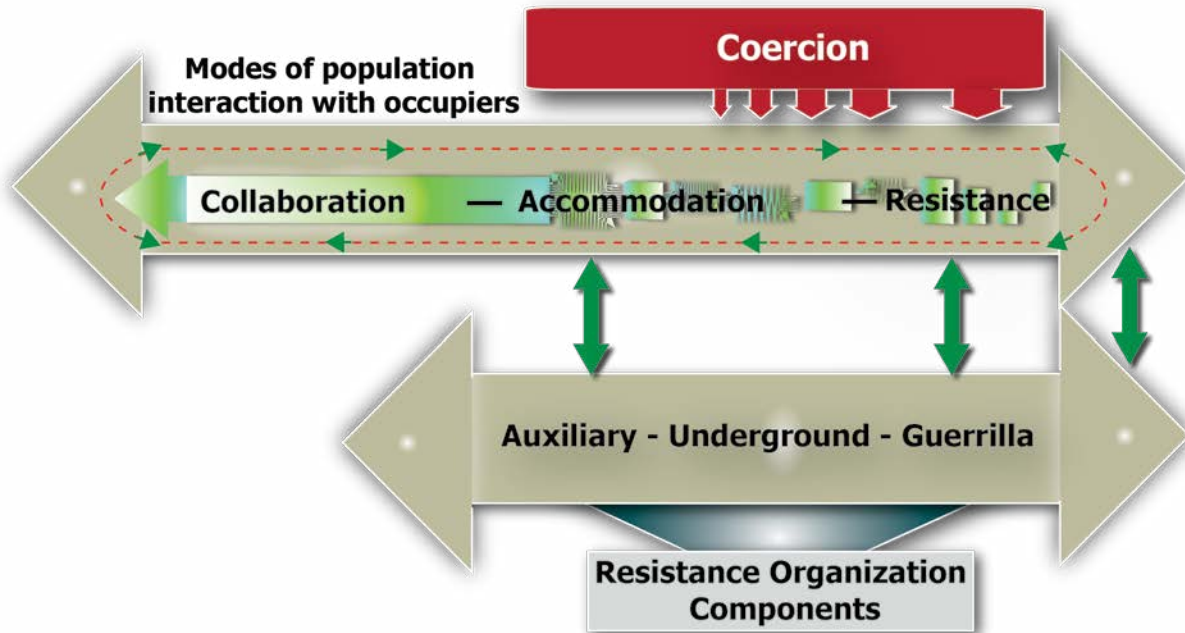 Coercion
Modes of population
interaction with occupiers
Collaboration — Accommodation — Resistance
Auxiliary - Underground - Guerrilla
Resistance Organization
Components